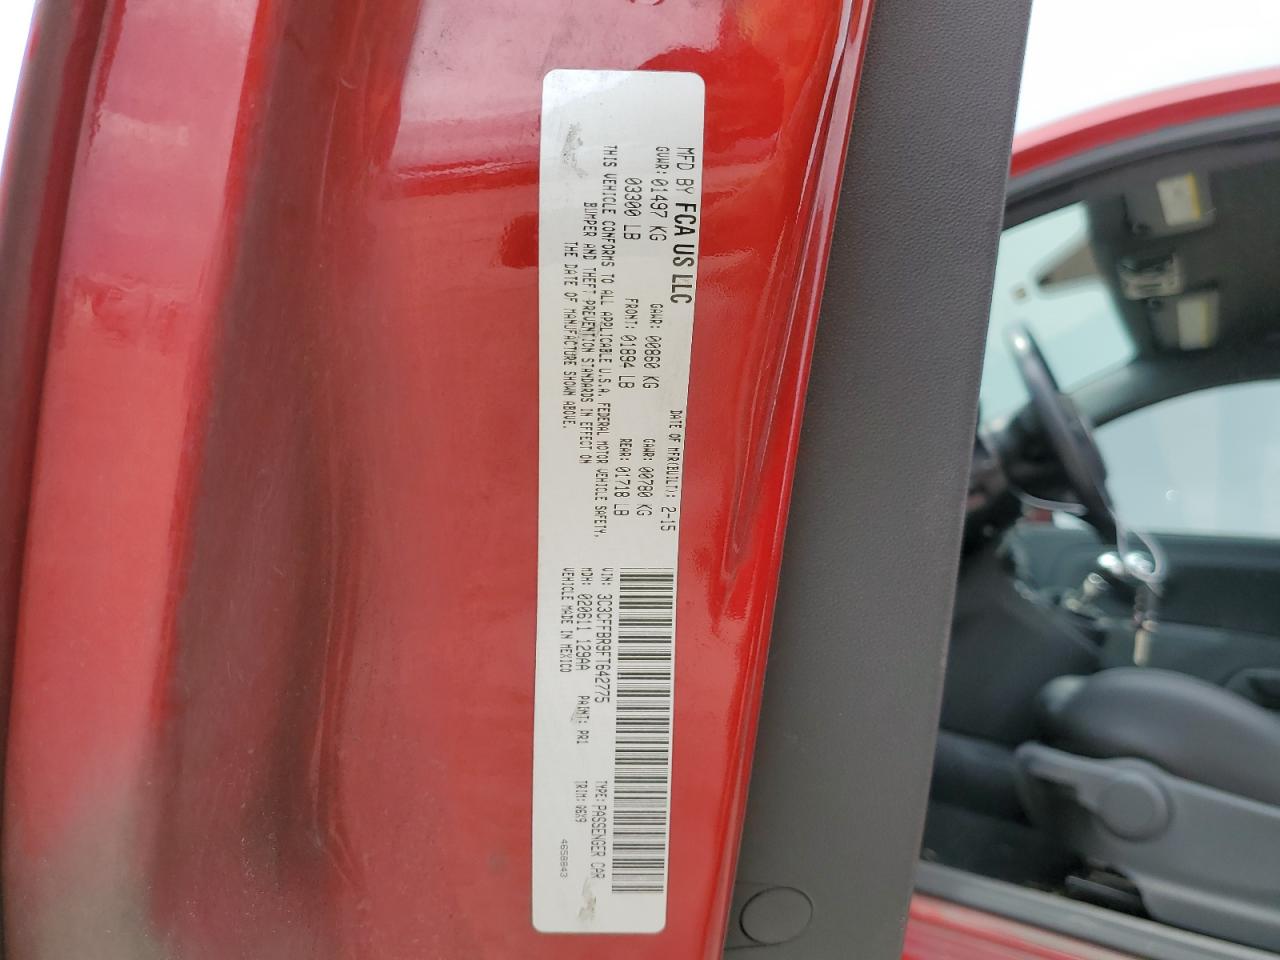 MFD BY FCA US LLC
DATE OF MFR(BUILT): 2-15
GVWR: 01497 KG
GAWR: 00860 KG
GAWR: 00780 KG
03300 LB
FRONT: 01894 LB
REAR: 01718 LB
THIS VEHICLE CONFORMS TO ALL APPLICABLE U.S.A. FEDERAL MOTOR VEHICLE SAFETY,
BUMPER AND THEFT PREVENTION STANDARDS IN EFFECT ON
THE DATE OF MANUFACTURE SHOWN ABOVE.
VIN: 3C3CFFBR9FT642775
TYPE: PASSENGER CAR
MDH: 020611 129AA
PAINT: PR1
TRIM: Q6X9
VEHICLE MADE IN MEXICO
4658843